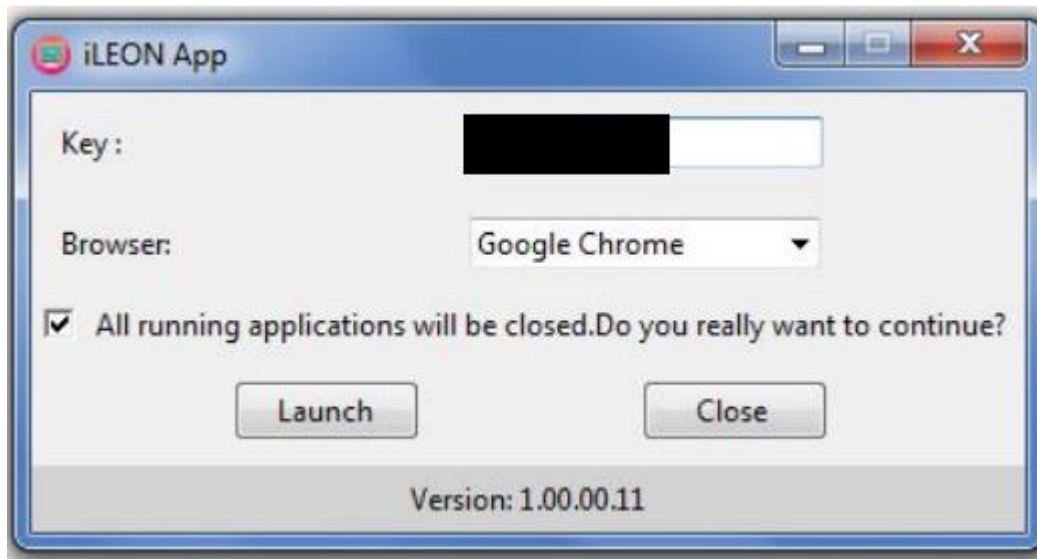 iLEON App
Key :
Browser:
Google Chrome
All running applications will be closed.Do you really want to continue?
Launch
Close
Version: 1.00.00.11